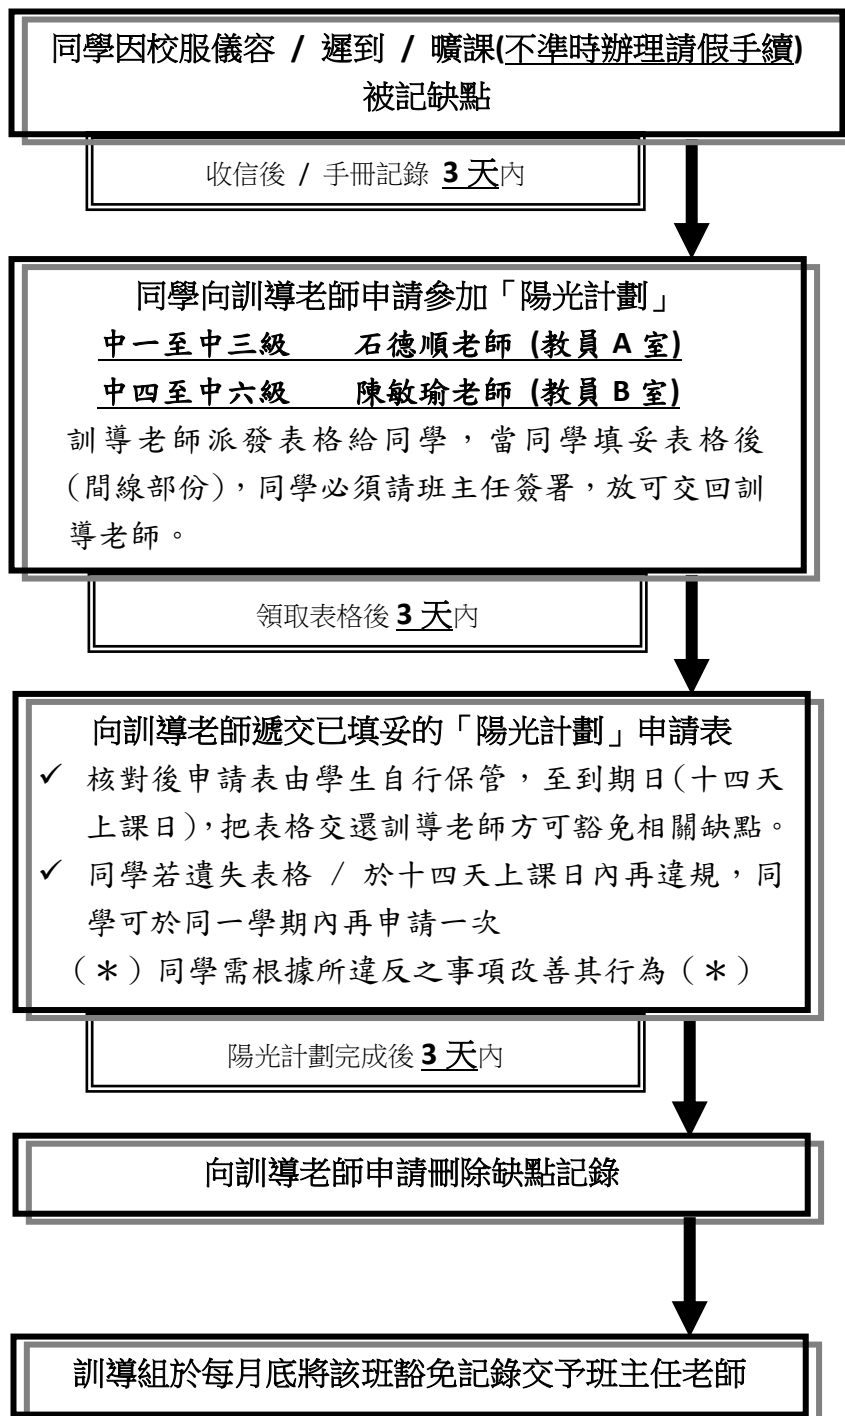 同學因校服儀容 / 遲到 / 曠課(不準時辦理請假手續)
被記缺點
收信後 / 手冊記錄 3 天內
同學向訓導老師申請參加「陽光計劃」
中一至中三級 石德順老師 (教員 A 室)
中四至中六級 陳敏瑜老師 (教員 B 室)
訓導老師派發表格給同學，當同學填妥表格後
(間線部份)，同學必須請班主任簽署，放可交回訓
導老師。
領取表格後 3 天內
向訓導老師遞交已填妥的「陽光計劃」申請表
✓ 核對後申請表由學生自行保管，至到期日(十四天
上課日)，把表格交還訓導老師方可豁免相關缺點。
✓ 同學若遺失表格 / 於十四天上課日內再違規，同
學可於同一學期內再申請一次
（＊）同學需根據所違反之事項改善其行為（＊）
陽光計劃完成後 3 天內
向訓導老師申請刪除缺點記錄
訓導組於每月底將該班豁免記錄交予班主任老師